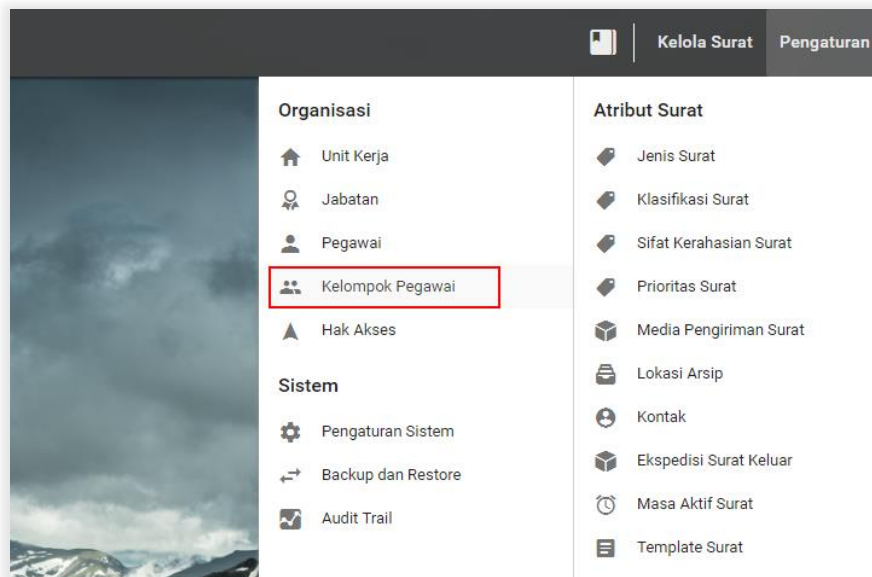 Kelola Surat
Pengaturan
Organisasi
Unit Kerja
Jabatan
Pegawai
Kelompok Pegawai
Hak Akses
Sistem
Pengaturan Sistem
Backup dan Restore
Audit Trail
Atribut Surat
Jenis Surat
Klasifikasi Surat
Sifat Kerahasian Surat
Prioritas Surat
Media Pengiriman Surat
Lokasi Arsip
Kontak
Ekspedisi Surat Keluar
Masa Aktif Surat
Template Surat